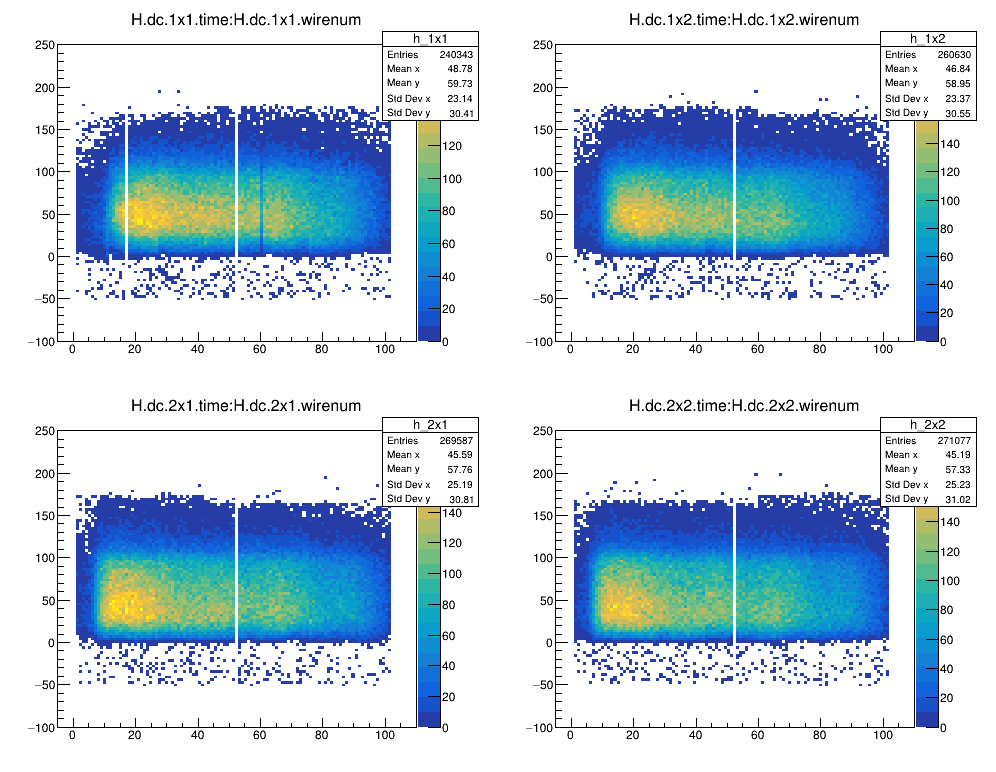 H.dc.1x1.time:H.dc.1x1.wirenum
h_1x1
Entries 240343
Mean x 48.78
Mean y 59.73
Std Dev x 23.14
Std Dev y 30.41
250
200
150
100
50
0
−50
−100
0 20 40 60 80 100
120
100
80
60
40
20
0
H.dc.1x2.time:H.dc.1x2.wirenum
h_1x2
Entries 260630
Mean x 46.84
Mean y 58.95
Std Dev x 23.37
Std Dev y 30.55
250
200
150
100
50
0
−50
−100
0 20 40 60 80 100
140
120
100
80
60
40
20
0
H.dc.2x1.time:H.dc.2x1.wirenum
h_2x1
Entries 269587
Mean x 45.59
Mean y 57.76
Std Dev x 25.19
Std Dev y 30.81
250
200
150
100
50
0
−50
−100
0 20 40 60 80 100
140
120
100
80
60
40
20
0
H.dc.2x2.time:H.dc.2x2.wirenum
h_2x2
Entries 271077
Mean x 45.19
Mean y 57.33
Std Dev x 25.23
Std Dev y 31.02
250
200
150
100
50
0
−50
−100
0 20 40 60 80 100
140
120
100
80
60
40
20
0